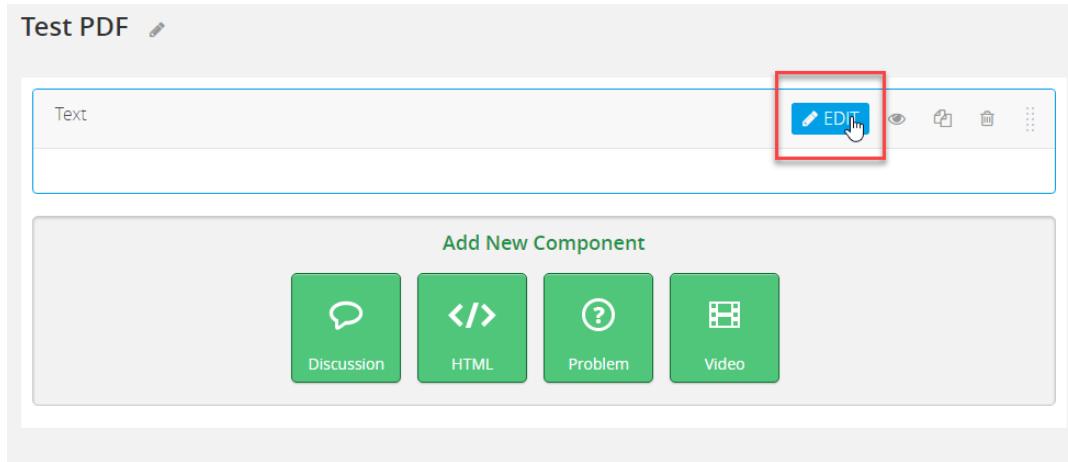 Test PDF
Text
EDIT
Add New Component
Discussion
HTML
Problem
Video